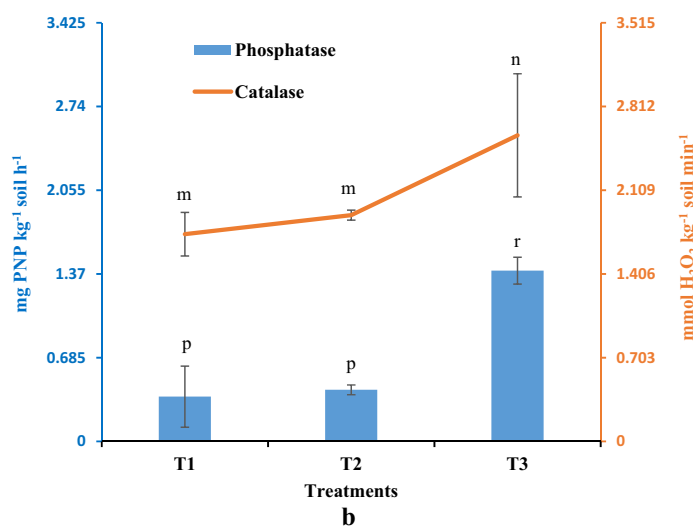 3.425
2.74
2.055
1.37
0.685
0
mg PNP kg⁻¹ soil h⁻¹
Phosphatase
Catalase
m
m
n
p
p
r
3.515
2.812
2.109
1.406
0.703
0
mmol H₂O₂ kg⁻¹ soil min⁻¹
T1 T2 T3
Treatments
b